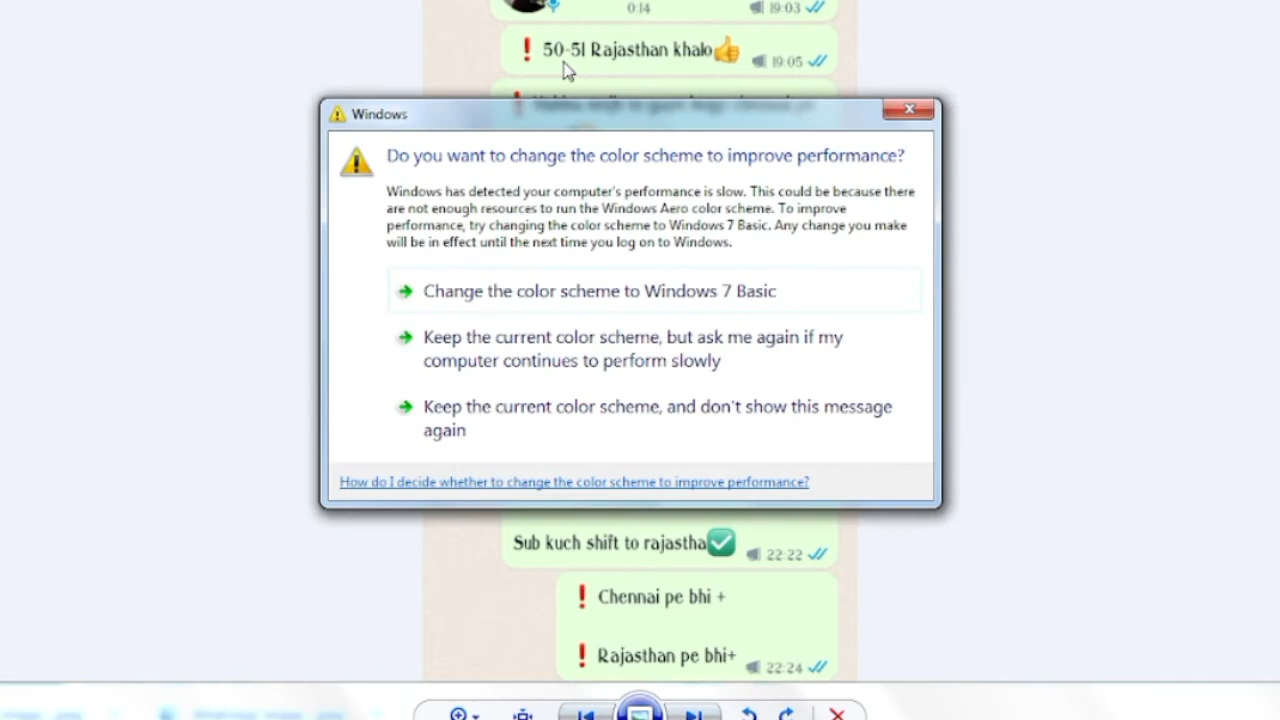 0:14
19:03
❗ 50-51 Rajasthan khalo👍
19:05
Windows
Do you want to change the color scheme to improve performance?
Windows has detected your computer's performance is slow. This could be because there
are not enough resources to run the Windows Aero color scheme. To improve
performance, try changing the color scheme to Windows 7 Basic. Any change you make
will be in effect until the next time you log on to Windows.
Change the color scheme to Windows 7 Basic
Keep the current color scheme, but ask me again if my
computer continues to perform slowly
Keep the current color scheme, and don't show this message
again
How do I decide whether to change the color scheme to improve performance?
Sub kuch shift to rajastha✅
22:22
❗ Chennai pe bhi +
❗ Rajasthan pe bhi+
22:24